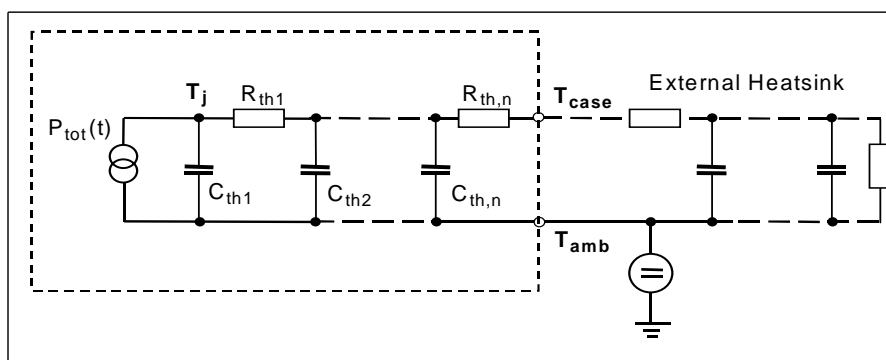 External Heatsink
T_j
R_th1
R_th,n
T_case
P_tot(t)
C_th1
C_th2
C_th,n
T_amb